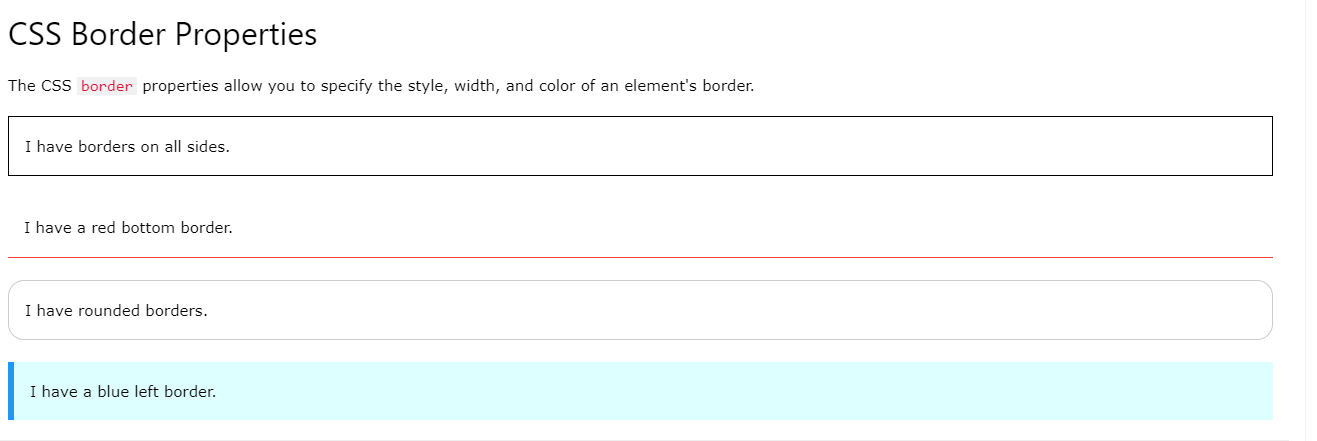 CSS Border Properties
The CSS border properties allow you to specify the style, width, and color of an element's border.
I have borders on all sides.
I have a red bottom border.
I have rounded borders.
I have a blue left border.